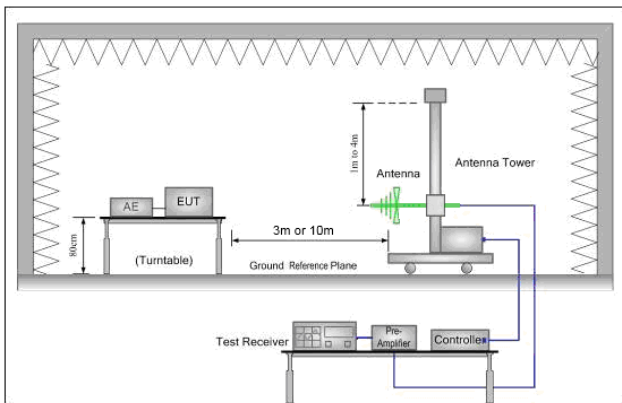 1m to 4m
Antenna
Antenna Tower
AE
EUT
3m or 10m
80cm
(Turntable)
Ground Reference Plane
Test Receiver
Pre-
Amplifier
Controller